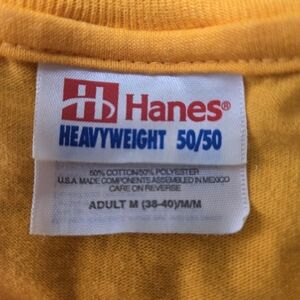 H Hanes®
HEAVYWEIGHT 50/50
50% COTTON/50% POLYESTER
U.S.A. MADE COMPONENTS ASSEMBLED IN MEXICO
CARE ON REVERSE
ADULT M (38-40)/M/M